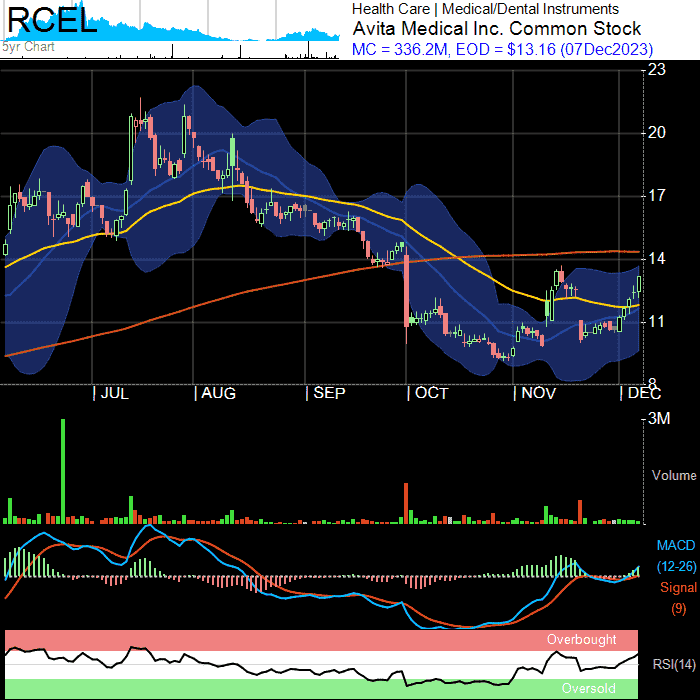 RCEL
5yr Chart
Health Care | Medical/Dental Instruments
Avita Medical Inc. Common Stock
MC = 336.2M, EOD = $13.16 (07Dec2023)
23
20
17
14
11
8
| JUL | AUG | SEP | OCT | NOV | DEC
3M
Volume
MACD
(12-26)
Signal
(9)
Overbought
RSI(14)
Oversold